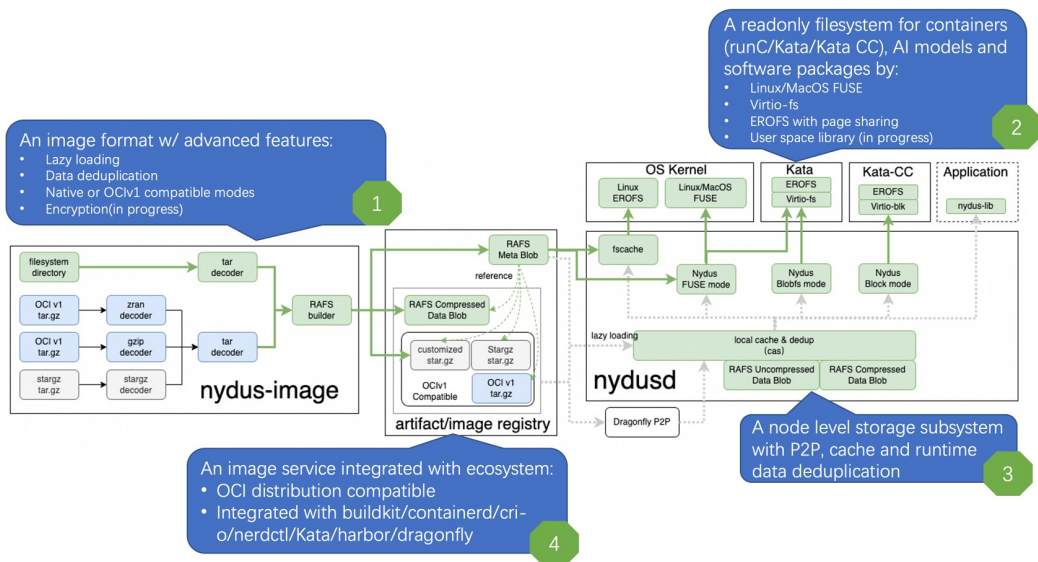 A readonly filesystem for containers
(runC/Kata/Kata CC), AI models and
software packages by:
• Linux/MacOS FUSE
• Virtio-fs
• EROFS with page sharing
• User space library (in progress)
2
An image format w/ advanced features:
• Lazy loading
• Data deduplication
• Native or OCIv1 compatible modes
• Encryption(in progress)
1
OS Kernel
Linux
EROFS
Linux/MacOS
FUSE
Kata
EROFS
Virtio-fs
Kata-CC
EROFS
Virtio-blk
Application
nydus-lib
filesystem
directory
tar
decoder
OCI v1
tar.gz
zran
decoder
OCI v1
tar.gz
gzip
decoder
tar
decoder
stargz
tar.gz
stargz
decoder
RAFS
builder
nydus-image
RAFS
Meta Blob
reference
RAFS Compressed
Data Blob
customized
star.gz
Stargz
star.gz
OCIv1
Compatible
OCI v1
tar.gz
artifact/image registry
fscache
Nydus
FUSE mode
Nydus
Blobfs mode
Nydus
Block mode
lazy loading
local cache & dedup
(cas)
RAFS Uncompressed
Data Blob
RAFS Compressed
Data Blob
nydusd
Dragonfly P2P
A node level storage subsystem
with P2P, cache and runtime
data deduplication
3
An image service integrated with ecosystem:
• OCI distribution compatible
• Integrated with buildkit/containerd/cri-
o/nerdctl/Kata/harbor/dragonfly
4